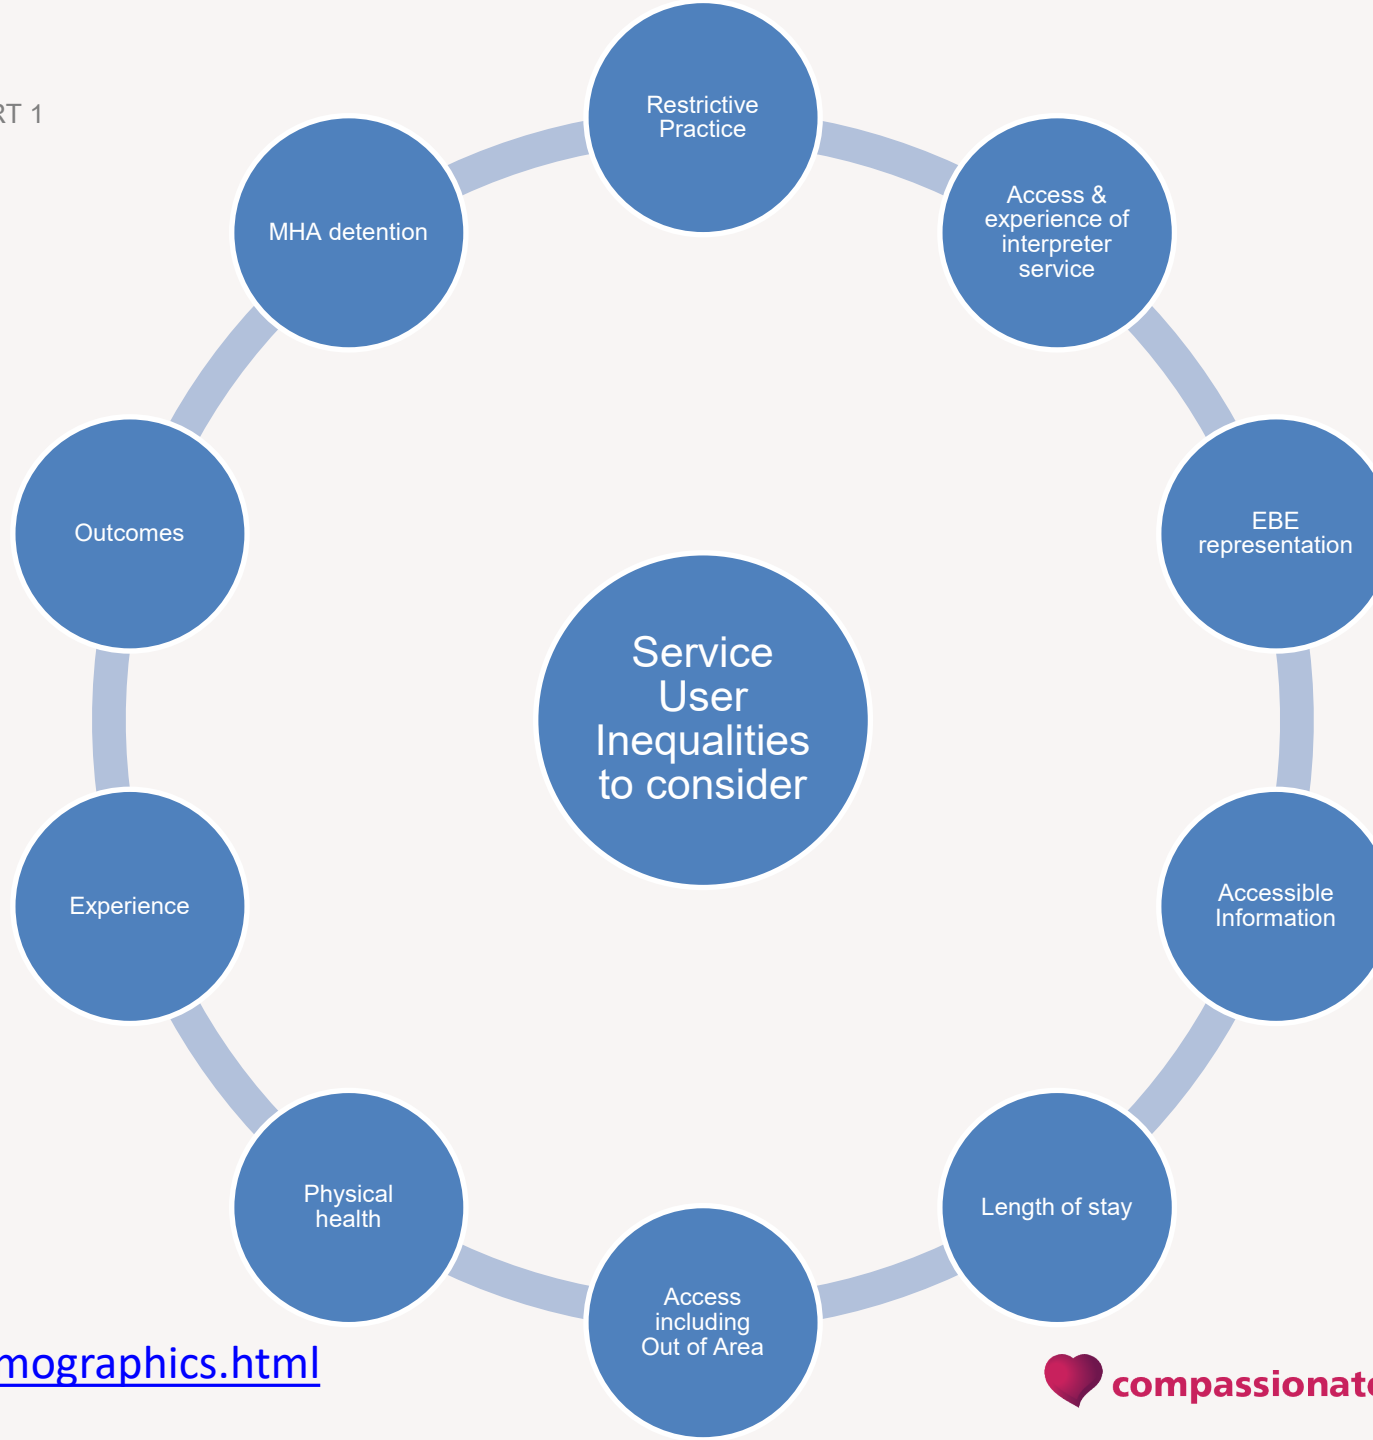 RT 1
Restrictive
Practice
Access &
experience of
interpreter
service
EBE
representation
Accessible
Information
Length of stay
Access
including
Out of Area
Physical
health
Experience
Outcomes
MHA detention
Service
User
Inequalities
to consider
mographics.html
compassionate